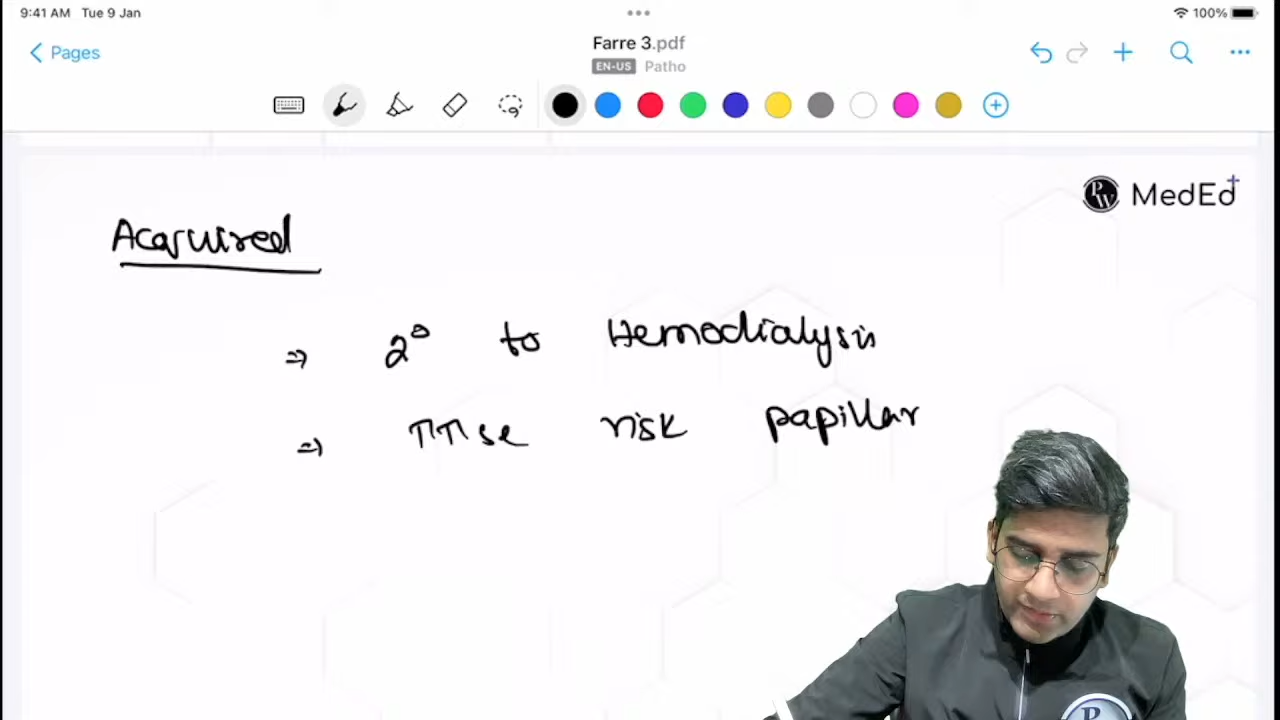 9:41 AM Tue 9 Jan
100%
Pages
Farre 3.pdf
EN-US Patho
PW MedEd
Acquired
⇒ 2° to Hemodialysis
⇒ ↑↑se risk papillar
P